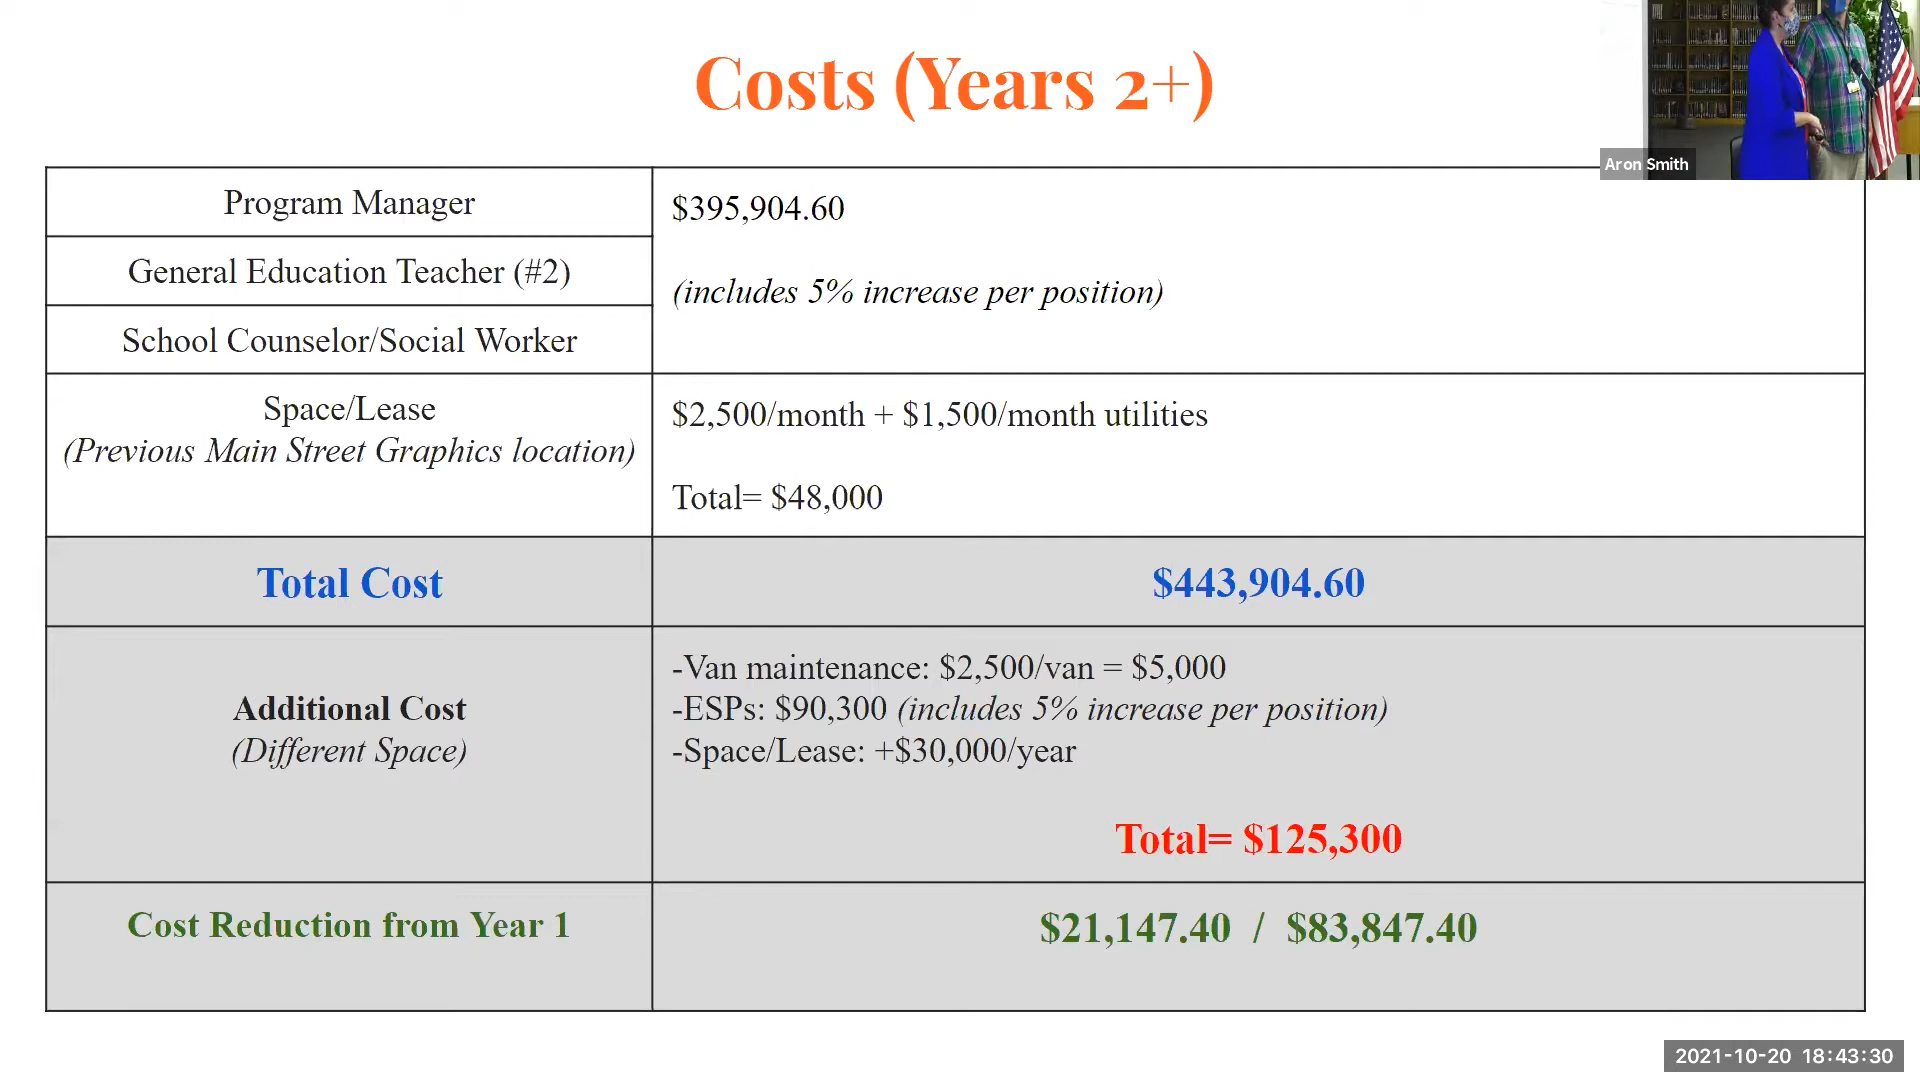 Costs (Years 2+)
Aron Smith
Program Manager
$395,904.60
General Education Teacher (#2)
(includes 5% increase per position)
School Counselor/Social Worker
Space/Lease
(Previous Main Street Graphics location)
$2,500/month + $1,500/month utilities
Total= $48,000
Total Cost
$443,904.60
Additional Cost
(Different Space)
-Van maintenance: $2,500/van = $5,000
-ESPs: $90,300 (includes 5% increase per position)
-Space/Lease: +$30,000/year
Total= $125,300
Cost Reduction from Year 1
$21,147.40 / $83,847.40
2021-10-20 18:43:30